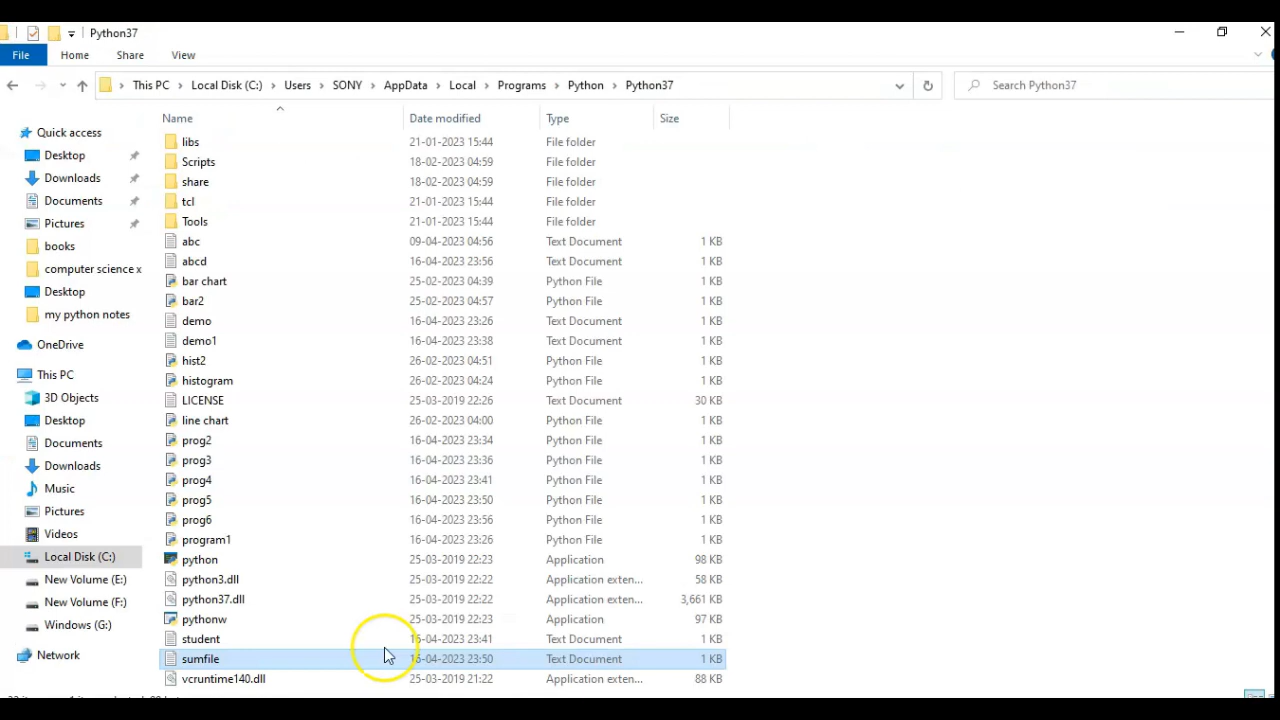 Python37
File Home Share View
This PC Local Disk (C:) Users SONY AppData Local Programs Python Python37 Search Python37
Name Date modified Type Size
Quick access
Desktop
Downloads
Documents
Pictures
books
computer science x
Desktop
my python notes
OneDrive
This PC
3D Objects
Desktop
Documents
Downloads
Music
Pictures
Videos
Local Disk (C:)
New Volume (E:)
New Volume (F:)
Windows (G:)
Network
libs 21-01-2023 15:44 File folder
Scripts 18-02-2023 04:59 File folder
share 18-02-2023 04:59 File folder
tcl 21-01-2023 15:44 File folder
Tools 21-01-2023 15:44 File folder
abc 09-04-2023 04:56 Text Document 1 KB
abcd 16-04-2023 23:56 Text Document 1 KB
bar chart 25-02-2023 04:39 Python File 1 KB
bar2 25-02-2023 04:57 Python File 1 KB
demo 16-04-2023 23:26 Text Document 1 KB
demo1 16-04-2023 23:38 Text Document 1 KB
hist2 26-02-2023 04:51 Python File 1 KB
histogram 26-02-2023 04:24 Python File 1 KB
LICENSE 25-03-2019 22:26 Text Document 30 KB
line chart 26-02-2023 04:00 Python File 1 KB
prog2 16-04-2023 23:34 Python File 1 KB
prog3 16-04-2023 23:36 Python File 1 KB
prog4 16-04-2023 23:41 Python File 1 KB
prog5 16-04-2023 23:50 Python File 1 KB
prog6 16-04-2023 23:56 Python File 1 KB
program1 16-04-2023 23:26 Python File 1 KB
python 25-03-2019 22:23 Application 98 KB
python3.dll 25-03-2019 22:22 Application exten... 58 KB
python37.dll 25-03-2019 22:22 Application exten... 3,661 KB
pythonw 25-03-2019 22:23 Application 97 KB
student 16-04-2023 23:41 Text Document 1 KB
sumfile 16-04-2023 23:50 Text Document 1 KB
vcruntime140.dll 25-03-2019 21:22 Application exten... 88 KB